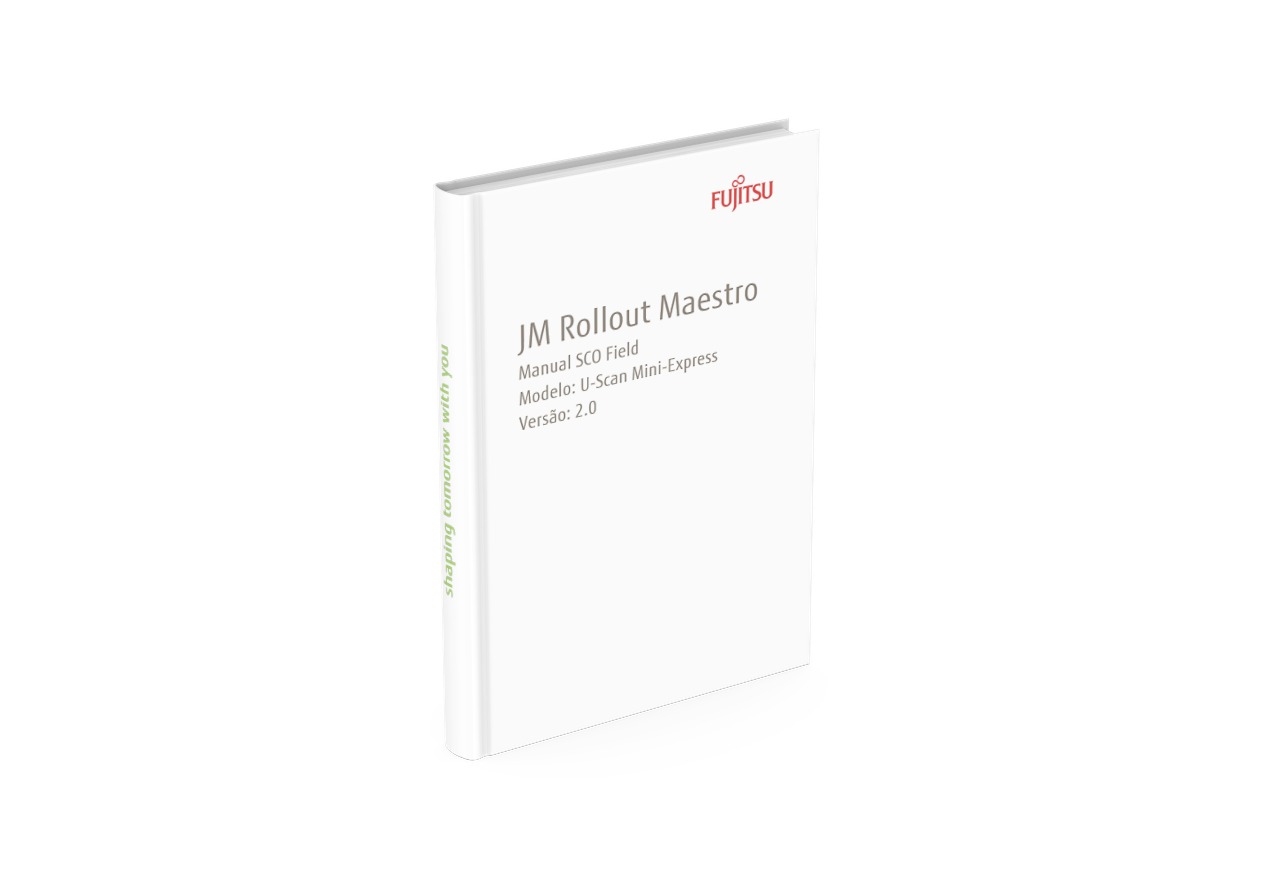 FUJITSU
JM Rollout Maestro
Manual SCO Field
Modelo: U-Scan Mini-Express
Versão: 2.0
shaping tomorrow with you